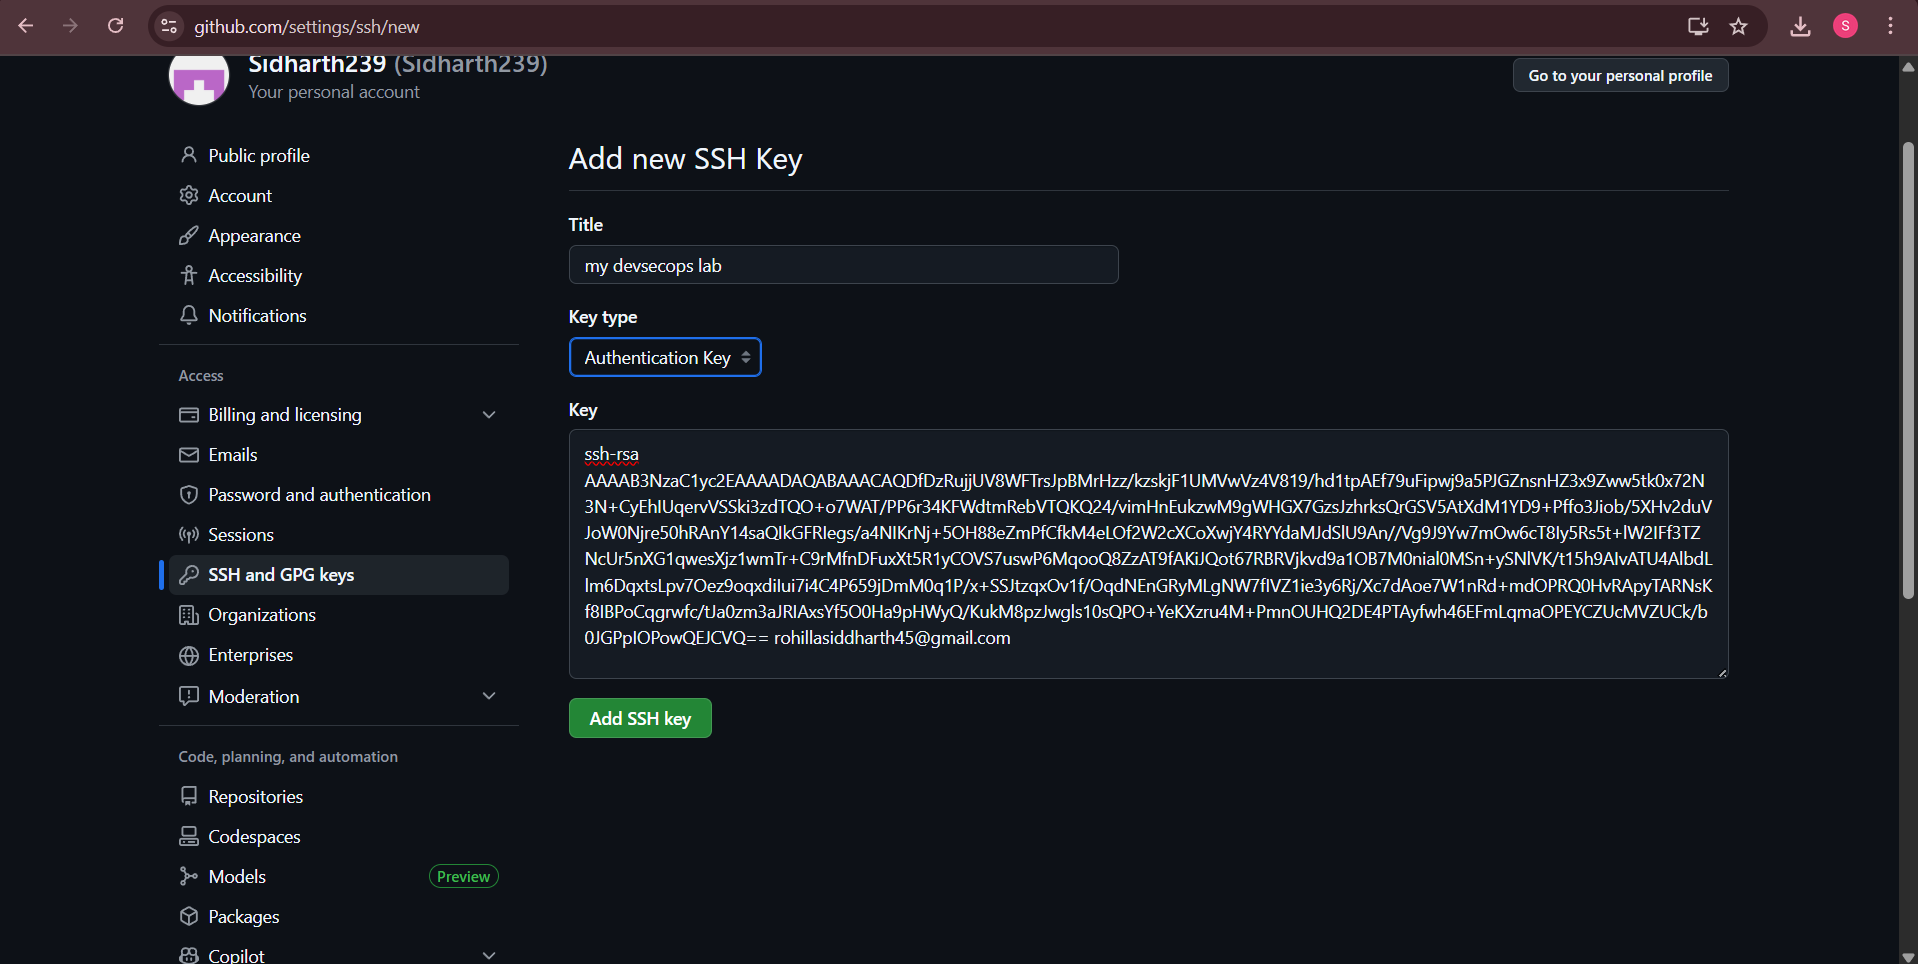 github.com/settings/ssh/new
S
Sidharth239 (Sidharth239)
Your personal account
Go to your personal profile
Public profile
Account
Appearance
Accessibility
Notifications
Access
Billing and licensing
Emails
Password and authentication
Sessions
SSH and GPG keys
Organizations
Enterprises
Moderation
Code, planning, and automation
Repositories
Codespaces
Models
Preview
Packages
Copilot
Add new SSH Key
Title
my devsecops lab
Key type
Authentication Key
Key
ssh-rsa
AAAAB3NzaC1yc2EAAAADAQABAAACAQDfDzRujjUV8WFTrsJpBMrHzz/kzskjF1UMVwVz4V819/hd1tpAEf79uFipwj9a5PJGZnsnHZ3x9Zww5tk0x72N
3N+CyEhlUqervVSSki3zdTQO+o7WAT/PP6r34KFWdtmRebVTQKQ24/vimHnEukzwM9gWHGX7GzsJzhrksQrGSV5AtXdM1YD9+Pffo3Jiob/5XHv2duV
JoW0Njre50hRAnY14saQlkGFRIegs/a4NIKrNj+5OH88eZmPfCfkM4eLOf2W2cXCoXwjY4RYYdaMJdSlU9An//Vg9J9Yw7mOw6cT8Iy5Rs5t+lW2IFf3TZ
NcUr5nXG1qwesXjz1wmTr+C9rMfnDFuxXt5R1yCOVS7uswP6MqooQ8ZzAT9fAKiJQot67RBRVjkvd9a1OB7M0nial0MSn+ySNlVK/t15h9AIvATU4AlbdL
lm6DqxtsLpv7Oez9oqxdilui7i4C4P659jDmM0q1P/x+SSJtzqxOv1f/OqdNEnGRyMLgNW7fIVZ1ie3y6Rj/Xc7dAoe7W1nRd+mdOPRQ0HvRApyTARNsK
f8IBPoCqgrwfc/tJa0zm3aJRIAxsYf5O0Ha9pHWyQ/KukM8pzJwgls10sQPO+YeKXzru4M+PmnOUHQ2DE4PTAyfwh46EFmLqmaOPEYCZUcMVZUCk/b
0JGPpIOPowQEJCVQ== rohillasiddharth45@gmail.com
Add SSH key